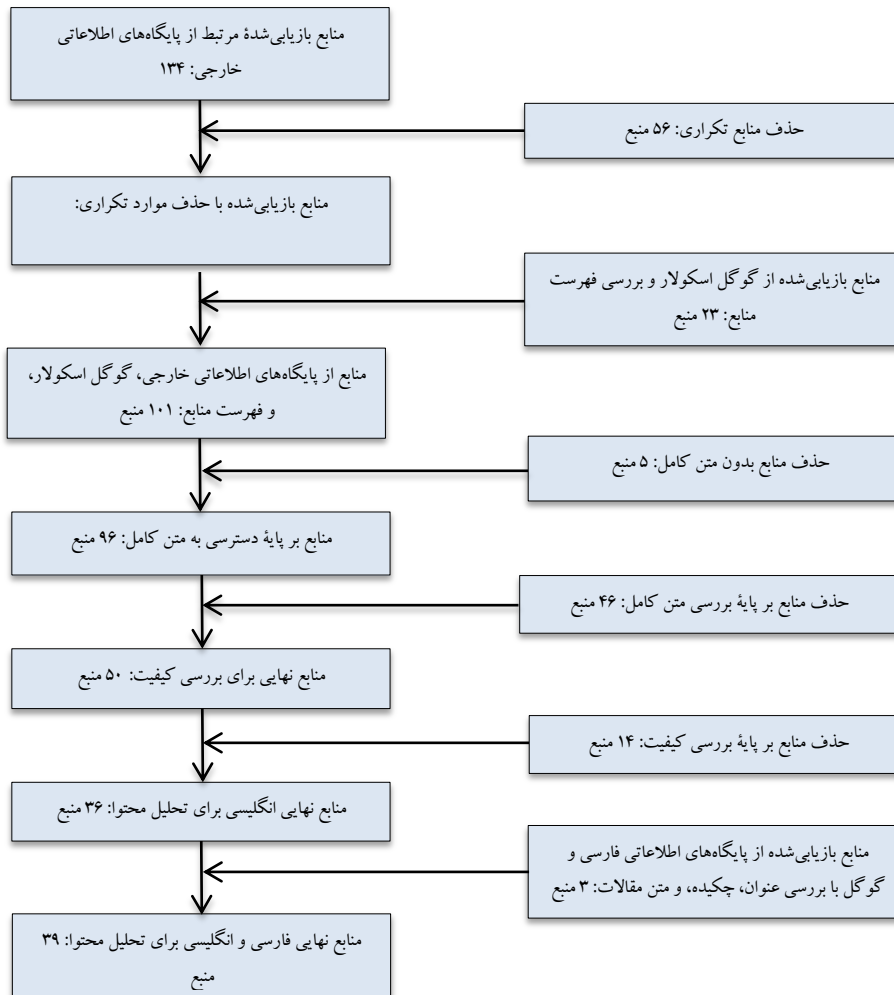 منابع بازیابی‌شدهٔ مرتبط از پایگاه‌های اطلاعاتی
خارجی: ۱۳۴
حذف منابع تکراری: ۵۶ منبع
منابع بازیابی‌شده با حذف موارد تکراری:
منابع بازیابی‌شده از گوگل اسکولار و بررسی فهرست
منابع: ۲۳ منبع
منابع از پایگاه‌های اطلاعاتی خارجی، گوگل اسکولار،
و فهرست منابع: ۱۰۱ منبع
حذف منابع بدون متن کامل: ۵ منبع
منابع بر پایهٔ دسترسی به متن کامل: ۹۶ منبع
حذف منابع بر پایهٔ بررسی متن کامل: ۴۶ منبع
منابع نهایی برای بررسی کیفیت: ۵۰ منبع
حذف منابع بر پایهٔ بررسی کیفیت: ۱۴ منبع
منابع نهایی انگلیسی برای تحلیل محتوا: ۳۶ منبع
منابع بازیابی‌شده از پایگاه‌های اطلاعاتی فارسی و
گوگل با بررسی عنوان، چکیده، و متن مقالات: ۳ منبع
منابع نهایی فارسی و انگلیسی برای تحلیل محتوا: ۳۹
منبع